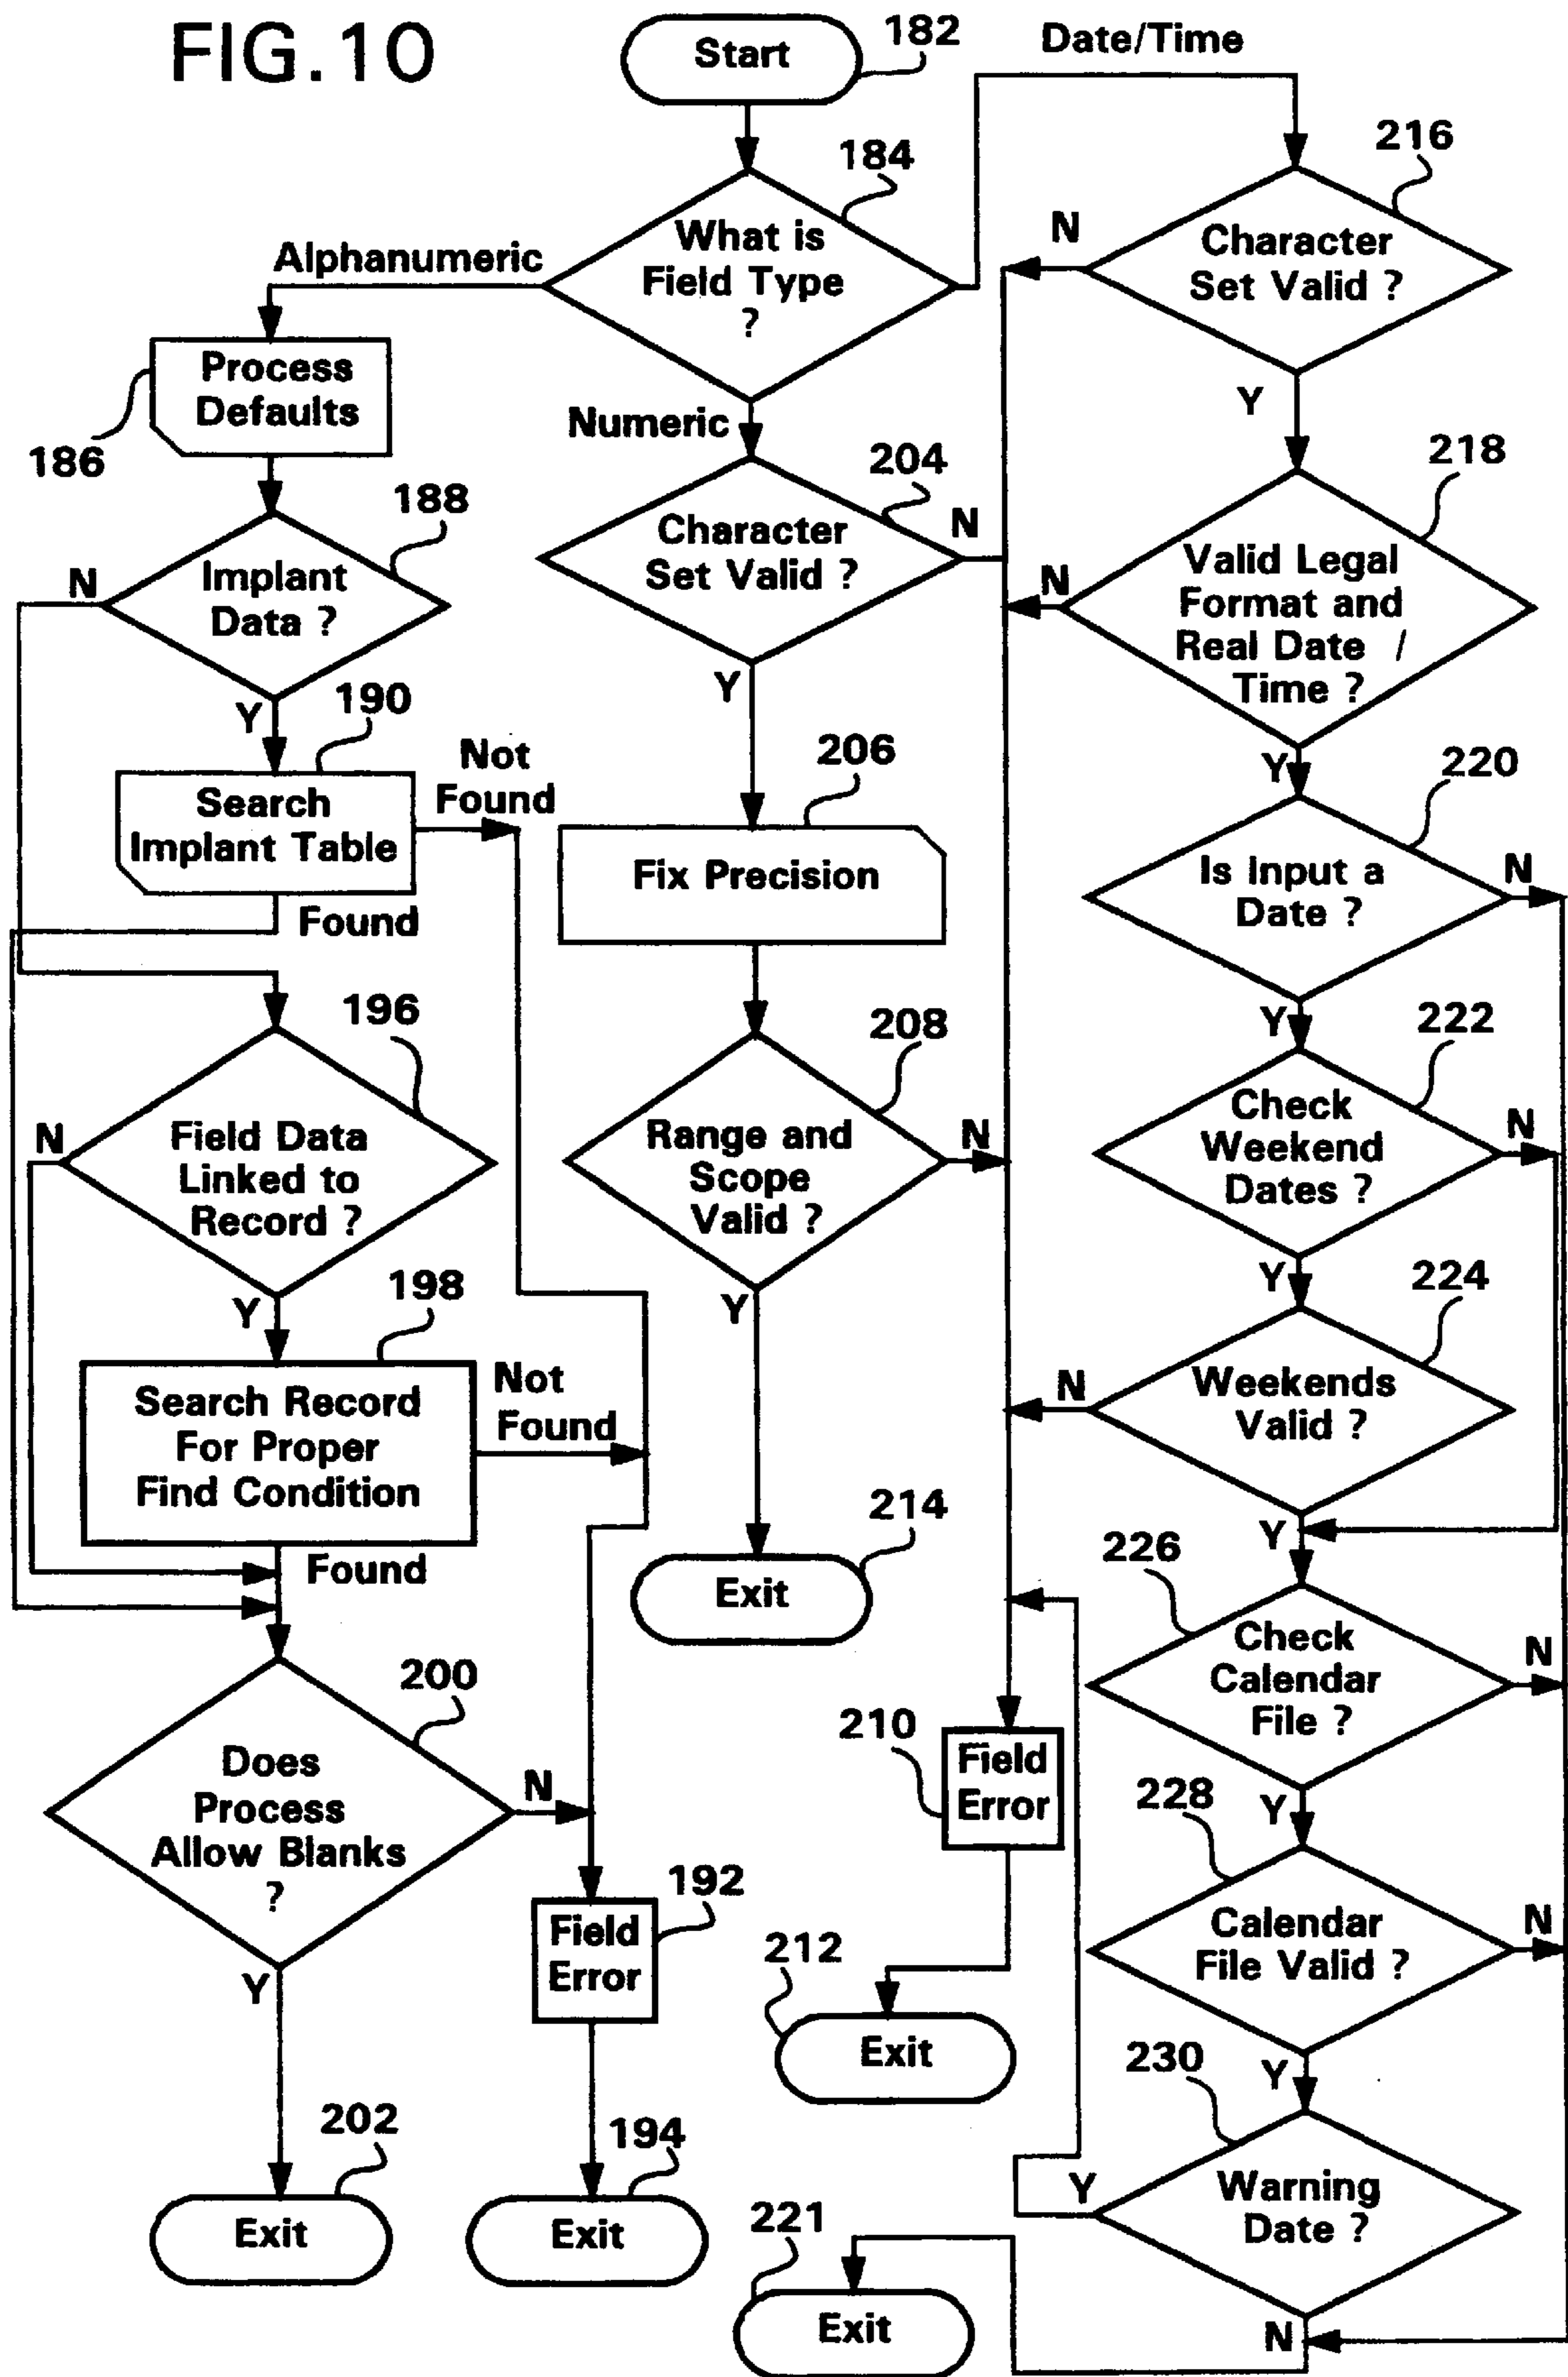 FIG.10
Start
182
Date/Time
184
What is
Field Type
?
Alphanumeric
Numeric
216
Character
Set Valid ?
N
Y
Process
Defaults
186
188
Implant
Data ?
N
Y
190
Search
Implant Table
Not
Found
Found
196
Field Data
Linked to
Record ?
N
Y
198
Search Record
For Proper
Find Condition
Not
Found
Found
200
Does
Process
Allow Blanks
?
N
Y
202
Exit
192
Field
Error
194
Exit
204
Character
Set Valid ?
N
Y
206
Fix Precision
208
Range and
Scope
Valid ?
N
Y
214
Exit
210
Field
Error
212
Exit
218
Valid Legal
Format and
Real Date /
Time ?
N
Y
220
Is Input a
Date ?
N
Y
222
Check
Weekend
Dates ?
N
Y
224
Weekends
Valid ?
N
Y
226
Check
Calendar
File ?
N
Y
228
Calendar
File Valid ?
N
Y
230
Warning
Date ?
Y
N
221
Exit